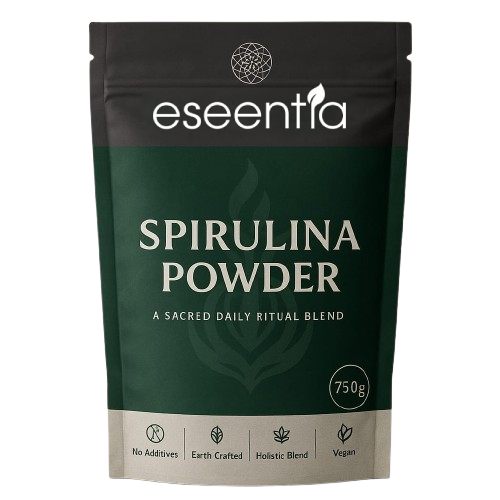 eseentia
SPIRULINA
POWDER
A SACRED DAILY RITUAL BLEND
750g
No Additives
Earth Crafted
Holistic Blend
Vegan